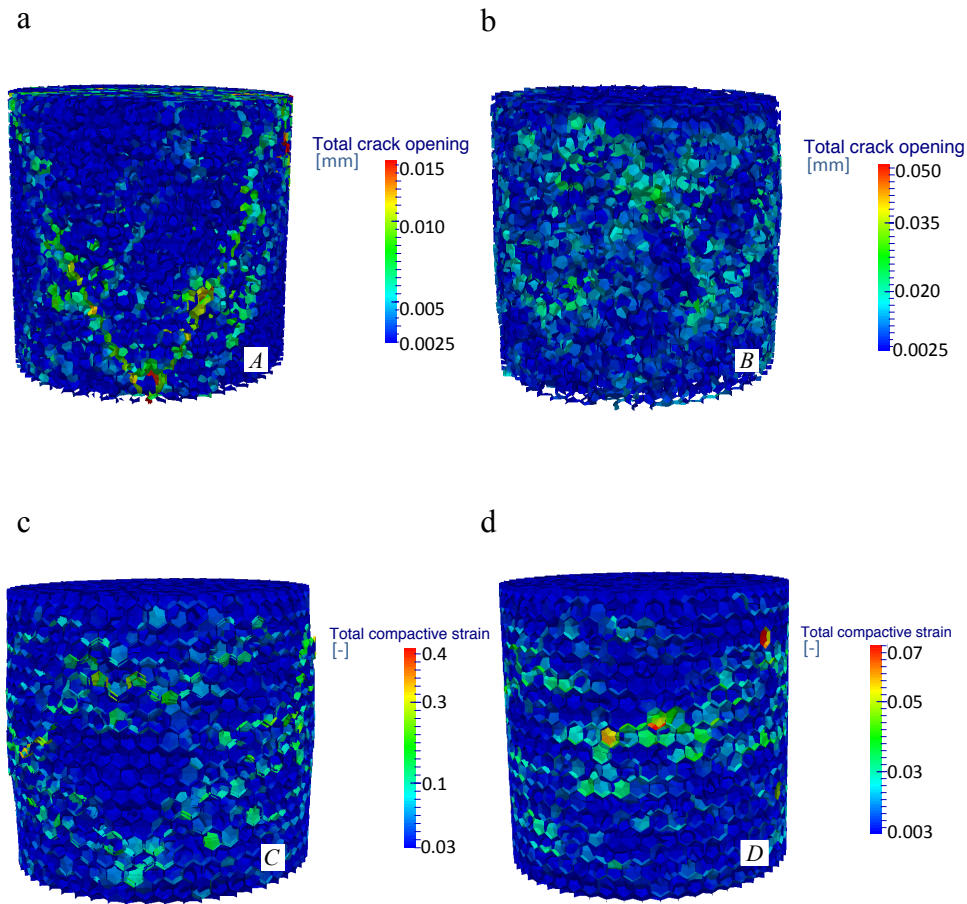 a
Total crack opening
[mm]
0.015
0.010
0.005
0.0025
A
b
Total crack opening
[mm]
0.050
0.035
0.020
0.0025
B
c
Total compactive strain
[-]
0.4
0.3
0.1
0.03
C
d
Total compactive strain
[-]
0.07
0.05
0.03
0.003
D